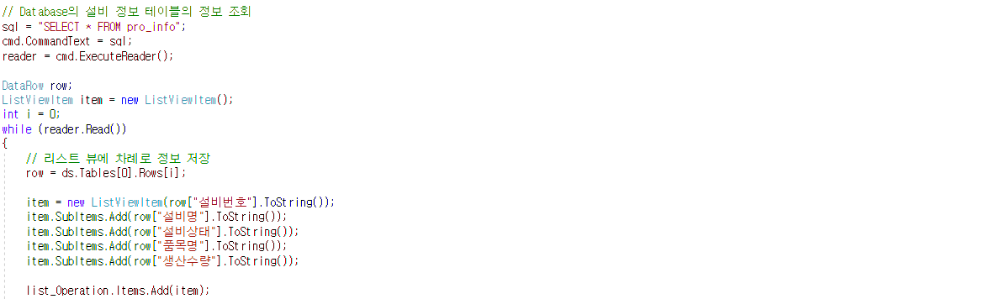 // Database의 설비 정보 테이블의 정보 조회
sql = "SELECT * FROM pro_info";
cmd.CommandText = sql;
reader = cmd.ExecuteReader();
DataRow row;
ListViewItem item = new ListViewItem();
int i = 0;
while (reader.Read())
{
// 리스트 뷰에 차례로 정보 저장
row = ds.Tables[0].Rows[i];
item = new ListViewItem(row["설비번호"].ToString());
item.SubItems.Add(row["설비명"].ToString());
item.SubItems.Add(row["설비상태"].ToString());
item.SubItems.Add(row["품목명"].ToString());
item.SubItems.Add(row["생산수량"].ToString());
list_Operation.Items.Add(item);